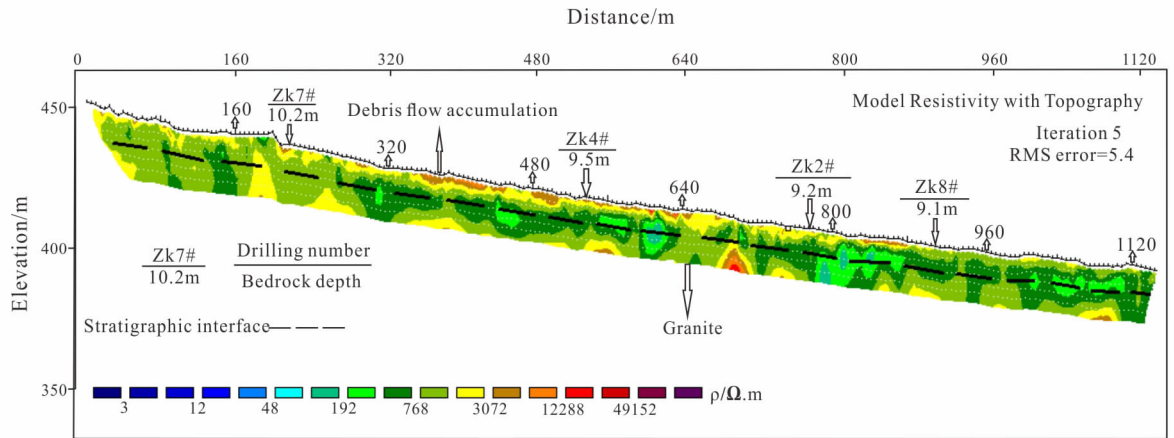 Distance/m
0 160 320 480 640 800 960 1120
450
400
350
Elevation/m
160
Zk7#
10.2m
Debris flow accumulation
320
480
Zk4#
9.5m
640
Zk2#
9.2m
800
Zk8#
9.1m
960
1120
Model Resistivity with Topography
Iteration 5
RMS error=5.4
Zk7#
10.2m
Drilling number
Bedrock depth
Stratigraphic interface
Granite
3 12 48 192 768 3072 12288 49152
ρ/Ω.m